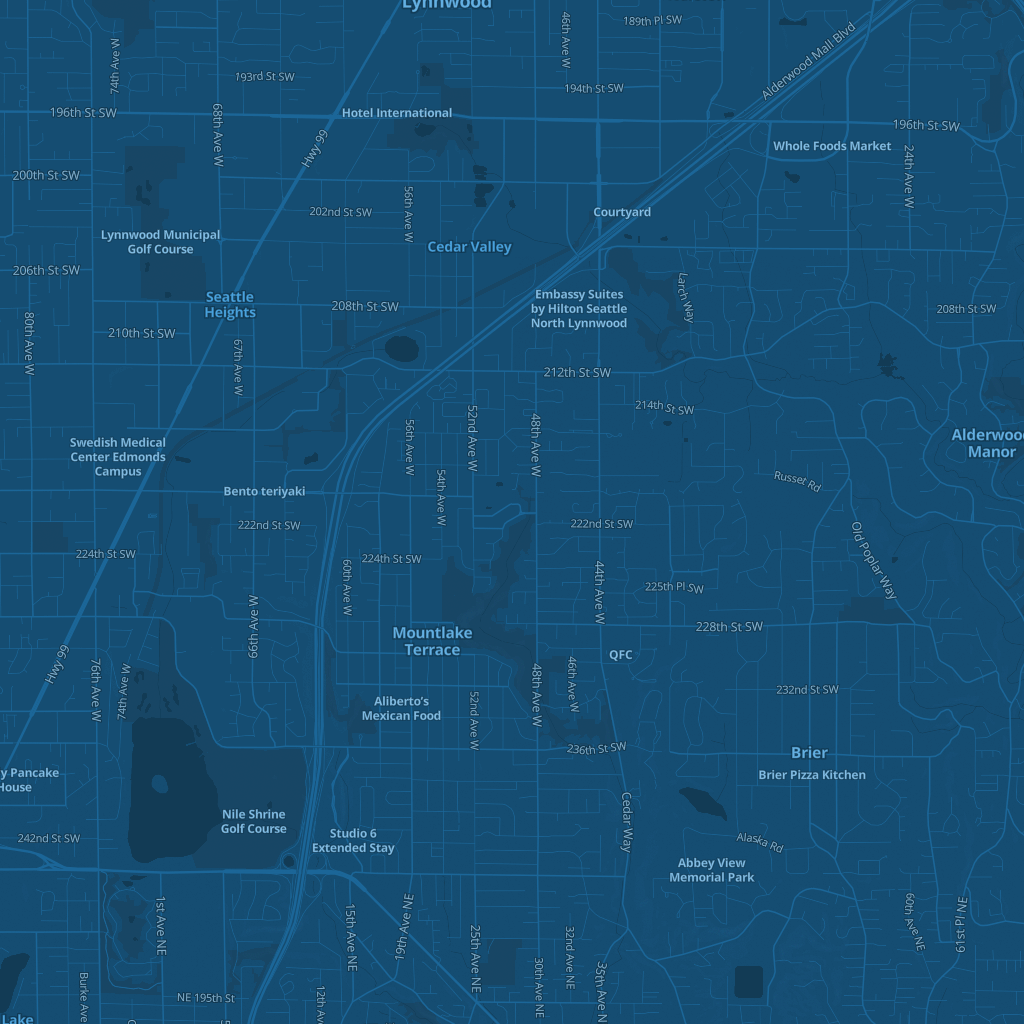 Lynnwood
189th Pl SW
46th Ave W
Alderwood Mall Blvd
74th Ave W
193rd St SW
194th St SW
196th St SW
Hotel International
68th Ave W
Hwy 99
196th St SW
Whole Foods Market
24th Ave W
200th St SW
56th Ave W
202nd St SW
Courtyard
Lynnwood Municipal
Golf Course
Cedar Valley
206th St SW
Larch Way
Seattle
Heights
208th St SW
Embassy Suites
by Hilton Seattle
North Lynnwood
208th St SW
80th Ave W
210th St SW
67th Ave W
212th St SW
214th St SW
56th Ave W
52nd Ave W
48th Ave W
Swedish Medical
Center Edmonds
Campus
Manor
54th Ave W
Russet Rd
Bento teriyaki
222nd St SW
222nd St SW
Old Poplar Way
224th St SW
224th St SW
60th Ave W
44th Ave W
225th Pl SW
66th Ave W
Mountlake
Terrace
228th St SW
QFC
Hwy 99
76th Ave W
74th Ave W
48th Ave W
46th Ave W
232nd St SW
52nd Ave W
Aliberto’s
Mexican Food
236th St SW
Brier
Brier Pizza Kitchen
y Pancake
House
Cedar Way
Nile Shrine
Golf Course
Studio 6
Extended Stay
242nd St SW
Alaska Rd
Abbey View
Memorial Park
1st Ave NE
15th Ave NE
19th Ave NE
25th Ave NE
30th Ave NE
32nd Ave NE
35th Ave N
60th Ave NE
61st Pl NE
Burke Ave
NE 195th St
12th Av
Lake